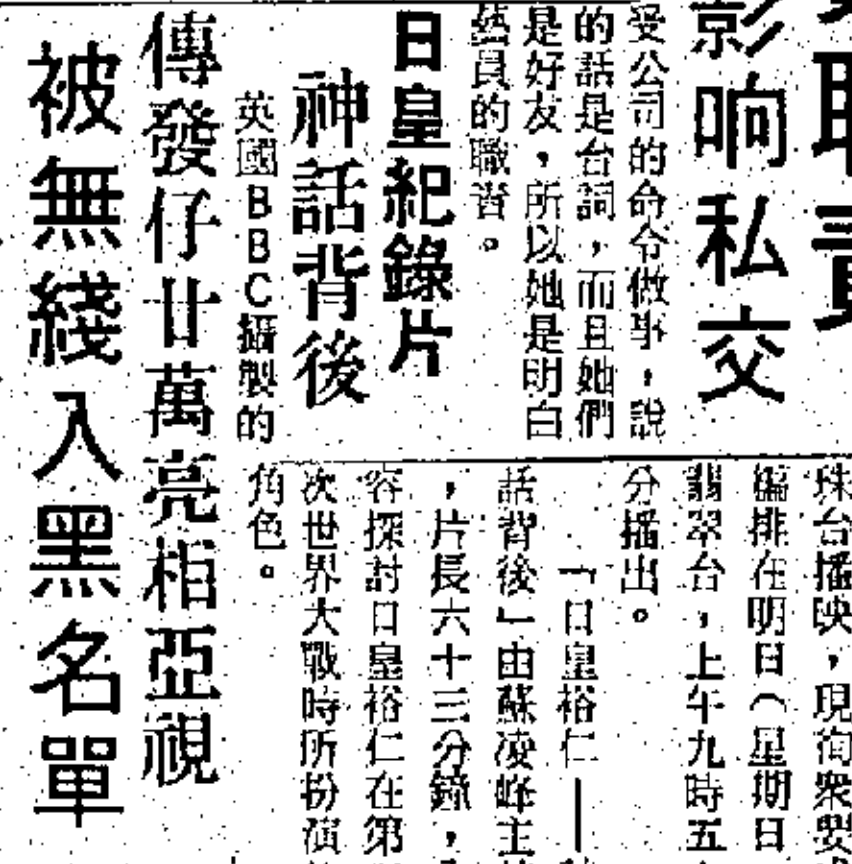 責
影响私交
受公司的命令做事，說
的話是台詞，而且她們
是好友，所以她是明白
藝員的職責。
日皇紀錄片
神話背後
英國BBC攝製的
珠台播映，現徇衆要
編排在明日（星期日
翡翠台，上午九時五
分播出。
「日皇裕仁—
話背後」由蘇凌峰主
，片長六十三分鐘，
容探討日皇裕仁在第
次世界大戰時所扮演
角色。
傳發仔廿萬亮相亞視
被無綫入黑名單